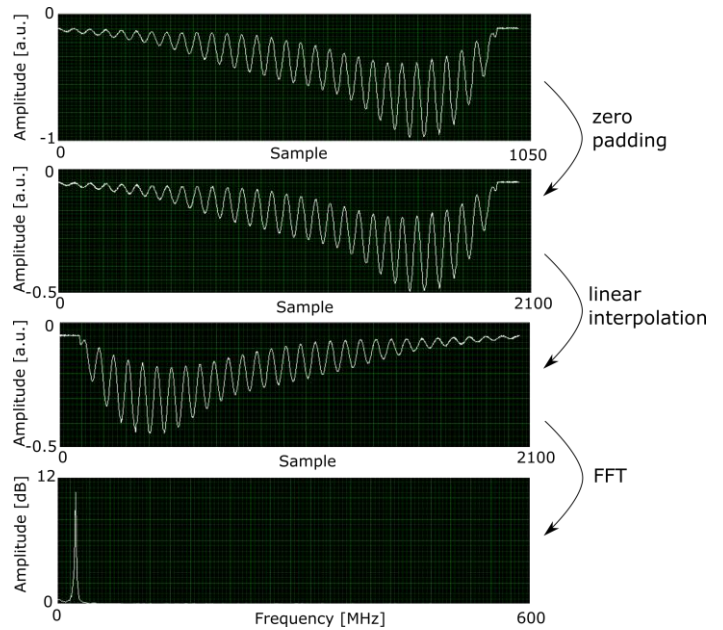 0
Amplitude [a.u.]
-1
0
Sample
1050
zero
padding
0
Amplitude [a.u.]
-0.5
0
Sample
2100
linear
interpolation
0
Amplitude [a.u.]
-0.5
0
Sample
2100
FFT
12
Amplitude [dB]
0
0
Frequency [MHz]
600